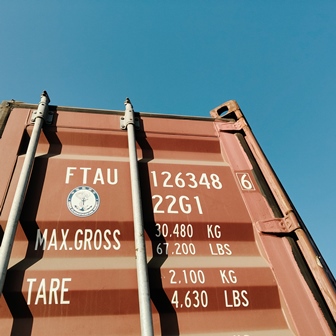 FTAU 126348 6
22G1
MAX.GROSS 30.480 KG
67.200 LBS
TARE 2.100 KG
4.630 LBS